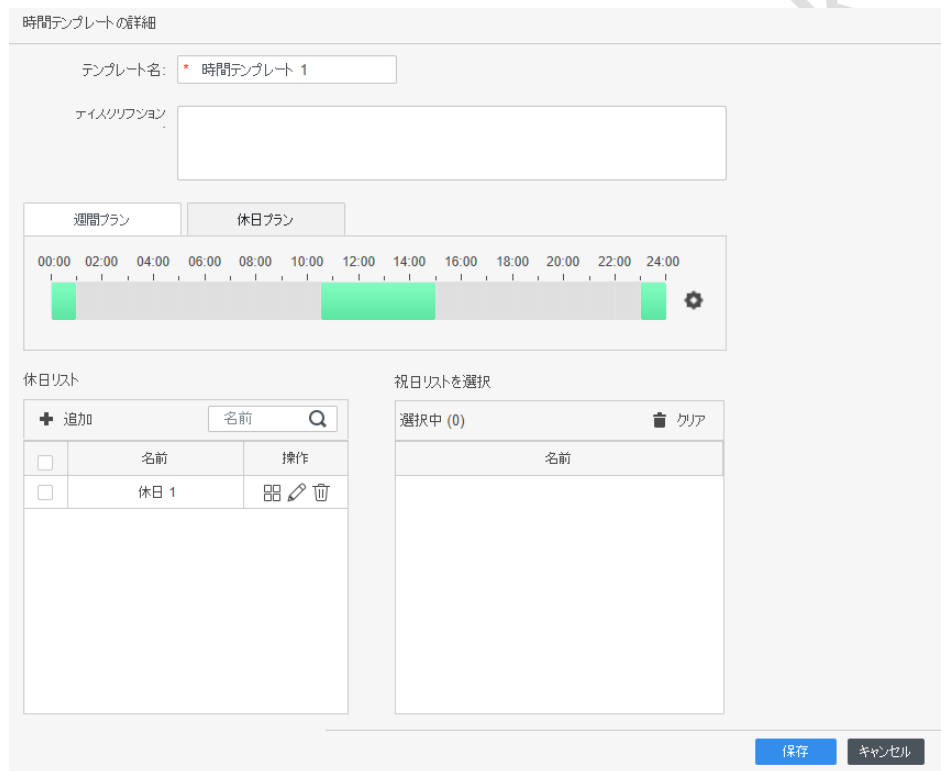 時間テンプレートの詳細
テンプレート名: * 時間テンプレート 1
ディスクリプション:
週間プラン 休日プラン
00:00 02:00 04:00 06:00 08:00 10:00 12:00 14:00 16:00 18:00 20:00 22:00 24:00
休日リスト 祝日リストを選択
追加 名前 選択中 (0) クリア
名前 操作 名前
休日 1
保存 キャンセル